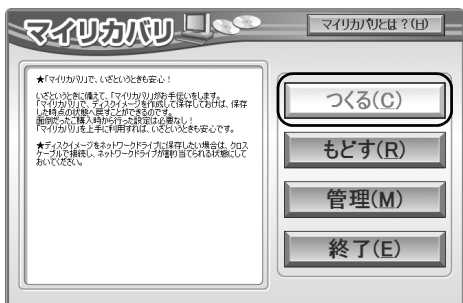 マイリカバリ
マイリカバリとは？(H)
★「マイリカバリ」で、いざというときも安心！
いざというときに備えて、「マイリカバリ」がお手伝いをします。
「マイリカバリ」で、ディスクイメージを作成して保存しておけば、保存
した時点の状態へ戻すことができるのです。
面倒だったご購入時から行った設定は必要なし！
「マイリカバリ」を上手に利用すれば、いざというときも安心です。
★ディスクイメージをネットワークドライブに保存したい場合は、クロス
ケーブルで接続し、ネットワークドライブが割り当てられる状態にして
おいてください。
つくる(C)
もどす(R)
管理(M)
終了(E)